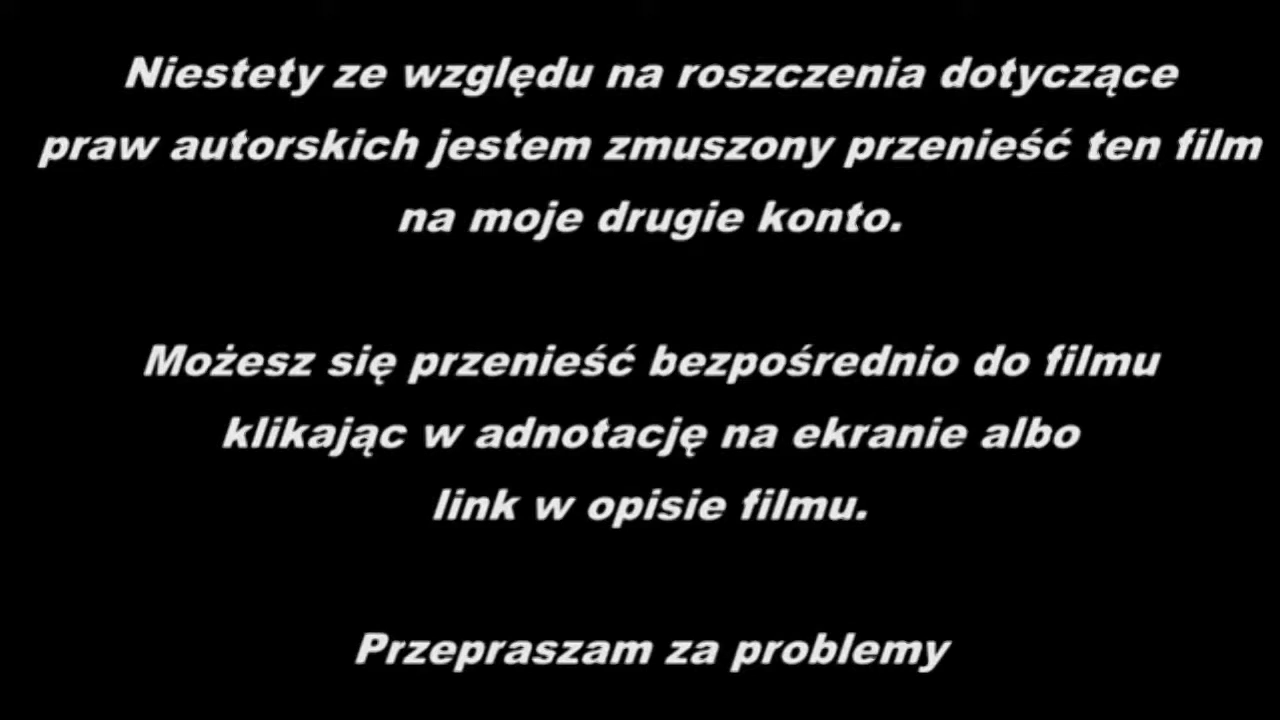 Niestety ze względu na roszczenia dotyczące
praw autorskich jestem zmuszony przenieść ten film
na moje drugie konto.
Możesz się przenieść bezpośrednio do filmu
klikając w adnotację na ekranie albo
link w opisie filmu.
Przepraszam za problemy